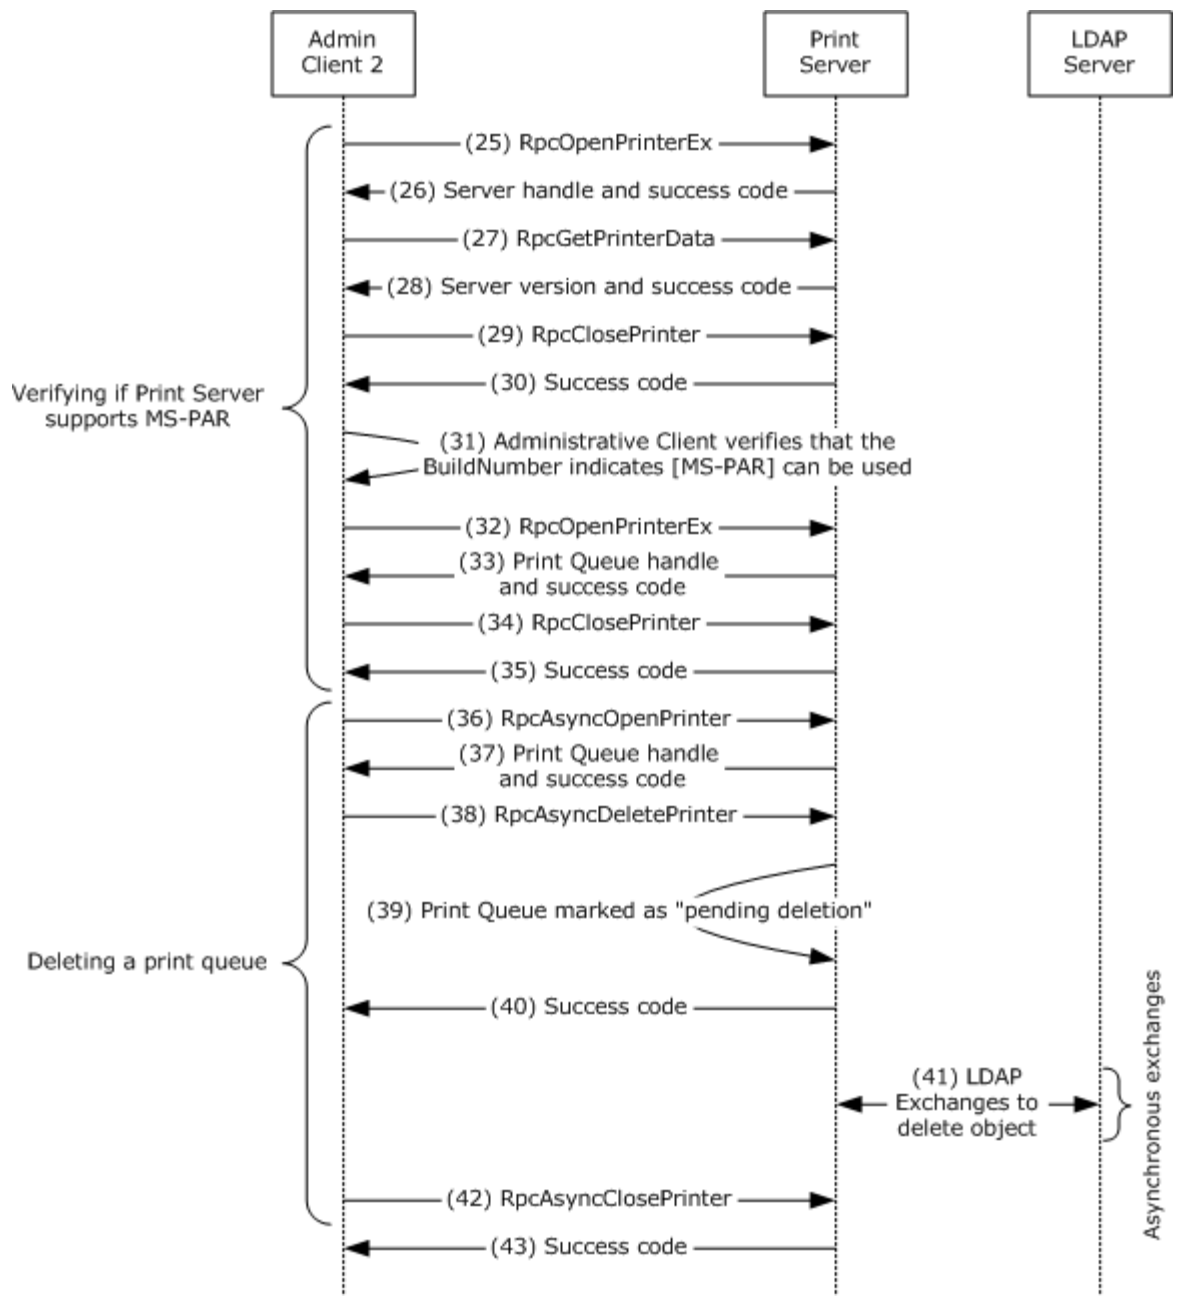 Admin
Client 2
Print
Server
LDAP
Server
(25) RpcOpenPrinterEx
(26) Server handle and success code
(27) RpcGetPrinterData
(28) Server version and success code
(29) RpcClosePrinter
(30) Success code
Verifying if Print Server
supports MS-PAR
(31) Administrative Client verifies that the
BuildNumber indicates [MS-PAR] can be used
(32) RpcOpenPrinterEx
(33) Print Queue handle
and success code
(34) RpcClosePrinter
(35) Success code
(36) RpcAsyncOpenPrinter
(37) Print Queue handle
and success code
(38) RpcAsyncDeletePrinter
(39) Print Queue marked as "pending deletion"
Deleting a print queue
(40) Success code
(41) LDAP
Exchanges to
delete object
Asynchronous exchanges
(42) RpcAsyncClosePrinter
(43) Success code